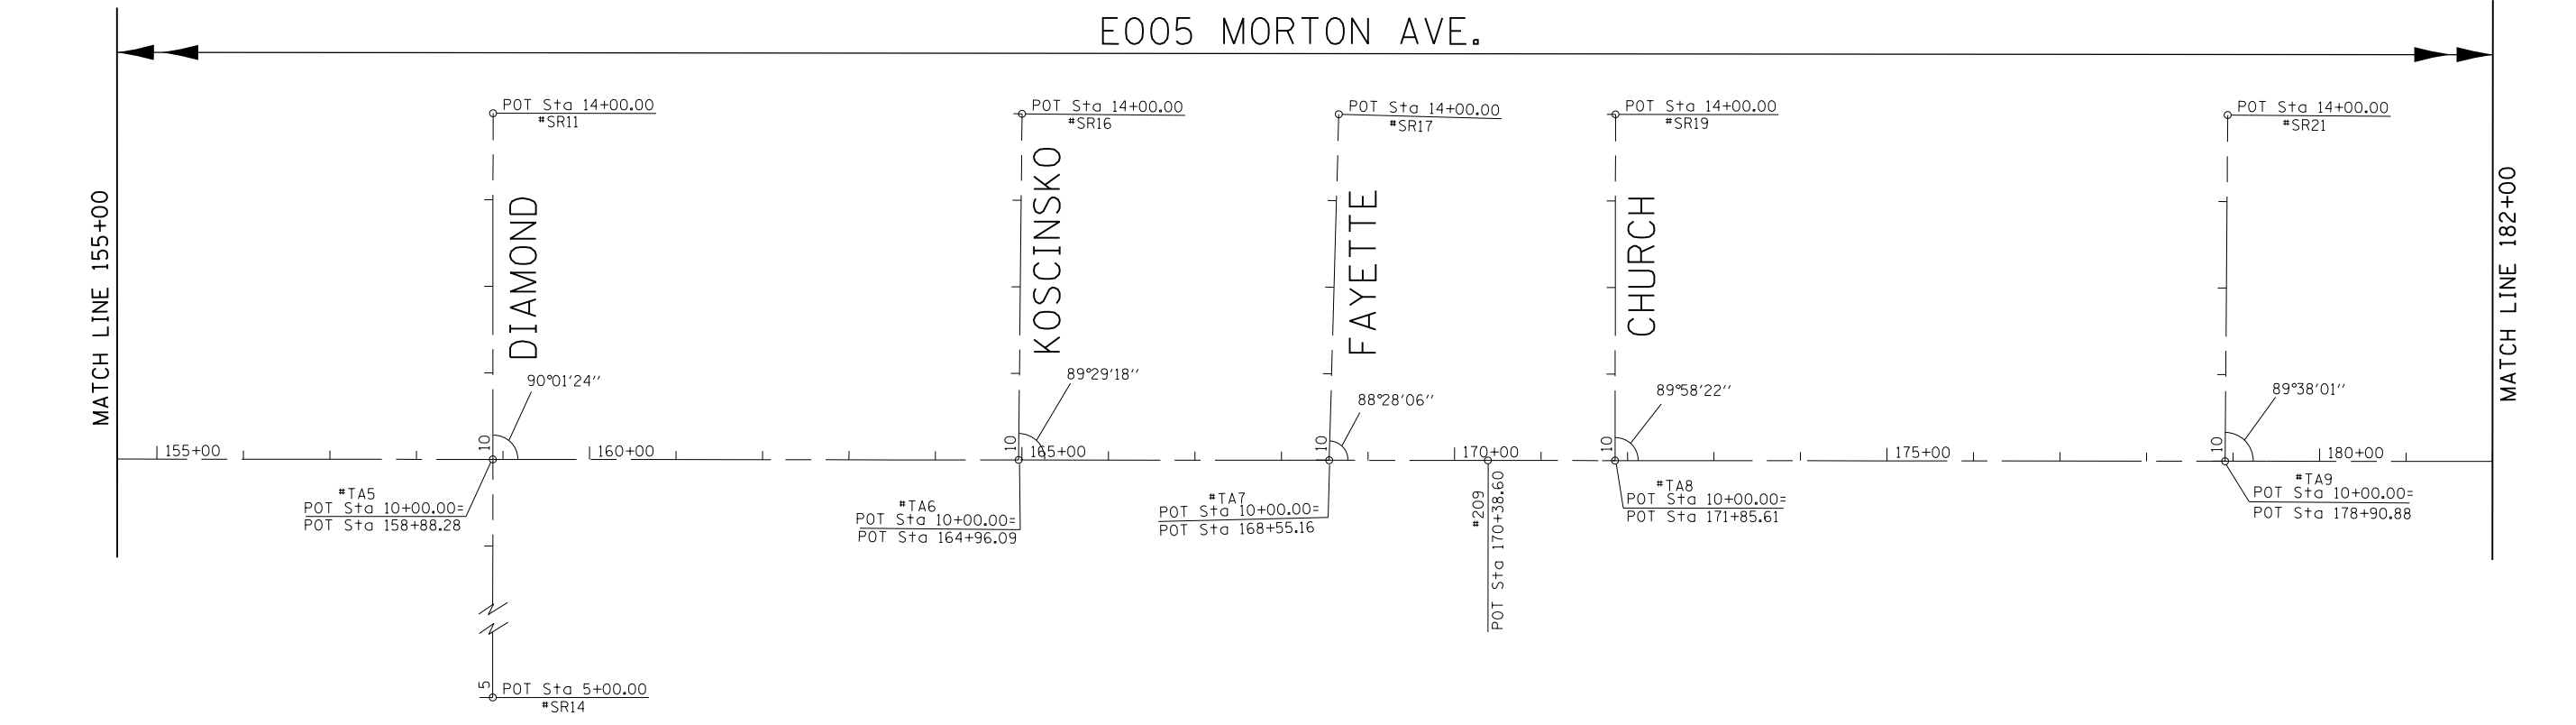 E005 MORTON AVE.
POT Sta 14+00.00
#SR11
POT Sta 14+00.00
#SR16
POT Sta 14+00.00
#SR17
POT Sta 14+00.00
#SR19
POT Sta 14+00.00
#SR21
MATCH LINE 155+00
DIAMOND
KOSCINSKO
FAYETTE
CHURCH
MATCH LINE 182+00
90°01'24"
89°29'18"
88°28'06"
89°58'22"
89°38'01"
10
10
10
10
10
155+00
160+00
165+00
170+00
175+00
180+00
#TA5
POT Sta 10+00.00=
POT Sta 158+88.28
#TA6
POT Sta 10+00.00=
POT Sta 164+96.09
#TA7
POT Sta 10+00.00=
POT Sta 168+55.16
#209
POT Sta 170+38.60
#TA8
POT Sta 10+00.00=
POT Sta 171+85.61
#TA9
POT Sta 10+00.00=
POT Sta 178+90.88
5
POT Sta 5+00.00
#SR14